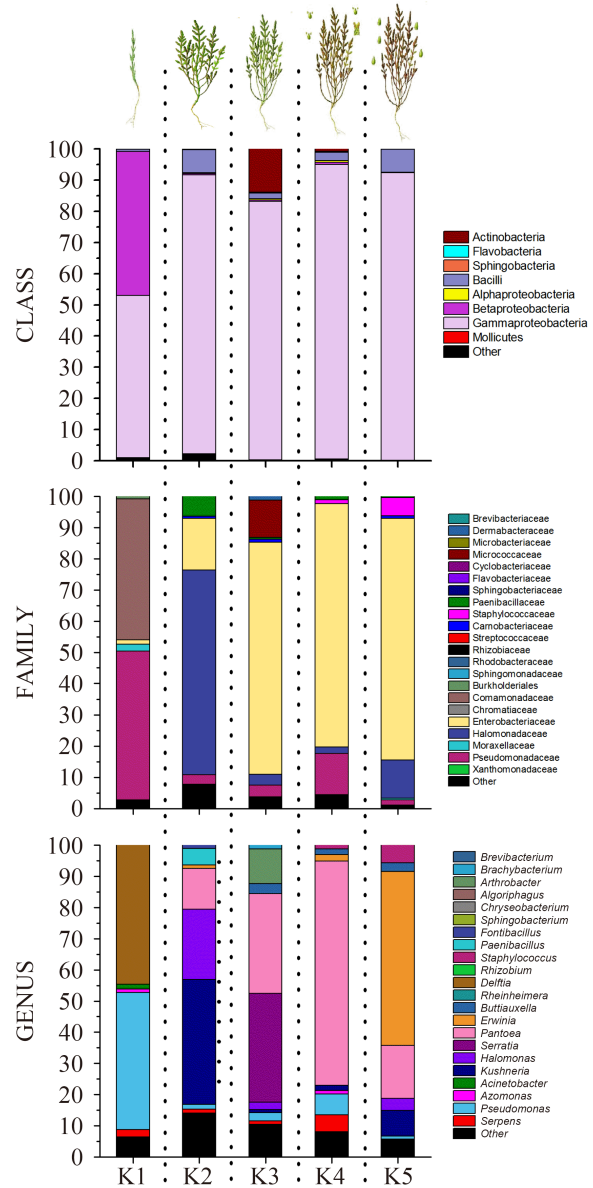 100
90
80
70
60
50
40
30
20
10
0
CLASS
Actinobacteria
Flavobacteria
Sphingobacteria
Bacilli
Alphaproteobacteria
Betaproteobacteria
Gammaproteobacteria
Mollicutes
Other
100
90
80
70
60
50
40
30
20
10
0
FAMILY
Brevibacteriaceae
Dermabacteraceae
Microbacteriaceae
Micrococcaceae
Cyclobacteriaceae
Flavobacteriaceae
Sphingobacteriaceae
Paenibacillaceae
Staphylococcaceae
Carnobacteriaceae
Streptococcaceae
Rhizobiaceae
Rhodobacteraceae
Sphingomonadaceae
Burkholderiales
Comamonadaceae
Chromatiaceae
Enterobacteriaceae
Halomonadaceae
Moraxellaceae
Pseudomonadaceae
Xanthomonadaceae
Other
100
90
80
70
60
50
40
30
20
10
0
GENUS
Brevibacterium
Brachybacterium
Arthrobacter
Algoriphagus
Chryseobacterium
Sphingobacterium
Fontibacillus
Paenibacillus
Staphylococcus
Rhizobium
Delftia
Rheinheimera
Buttiauxella
Erwinia
Pantoea
Serratia
Halomonas
Kushneria
Acinetobacter
Azomonas
Pseudomonas
Serpens
Other
K1 K2 K3 K4 K5